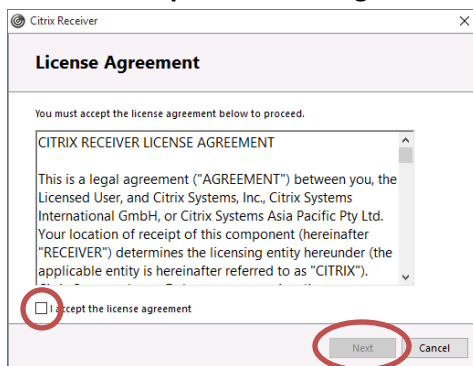 Citrix Receiver
License Agreement
You must accept the license agreement below to proceed.
CITRIX RECEIVER LICENSE AGREEMENT
This is a legal agreement ("AGREEMENT") between you, the
Licensed User, and Citrix Systems, Inc., Citrix Systems
International GmbH, or Citrix Systems Asia Pacific Pty Ltd.
Your location of receipt of this component (hereinafter
"RECEIVER") determines the licensing entity hereunder (the
applicable entity is hereinafter referred to as "CITRIX").
I accept the license agreement
Next
Cancel